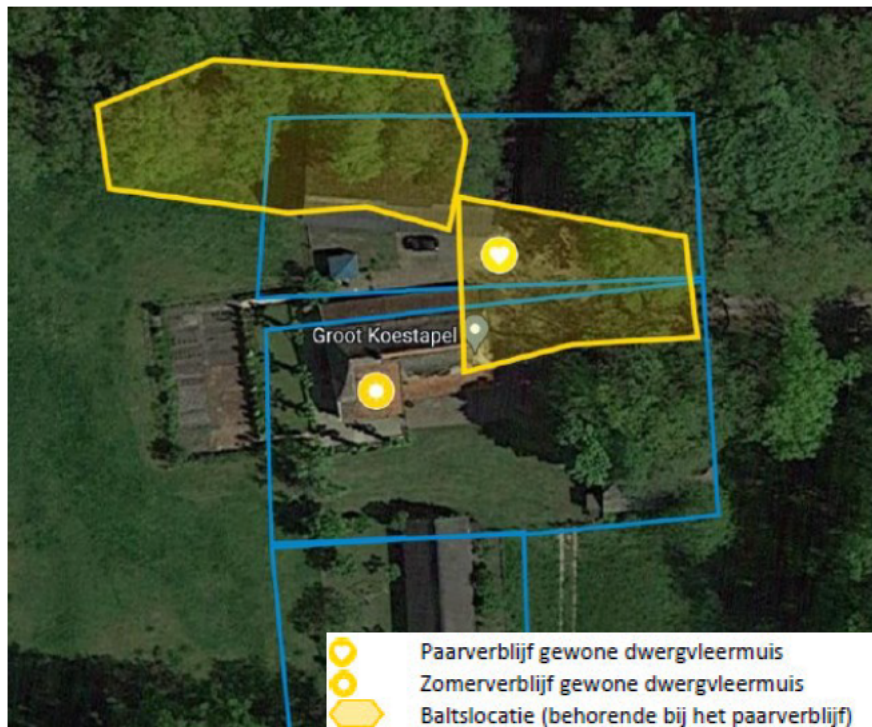 Groot Koestapel
Paarverblijf gewone dwergvleermuis
Zomerverblijf gewone dwergvleermuis
Baltslocatie (behorende bij het paarverblijf)